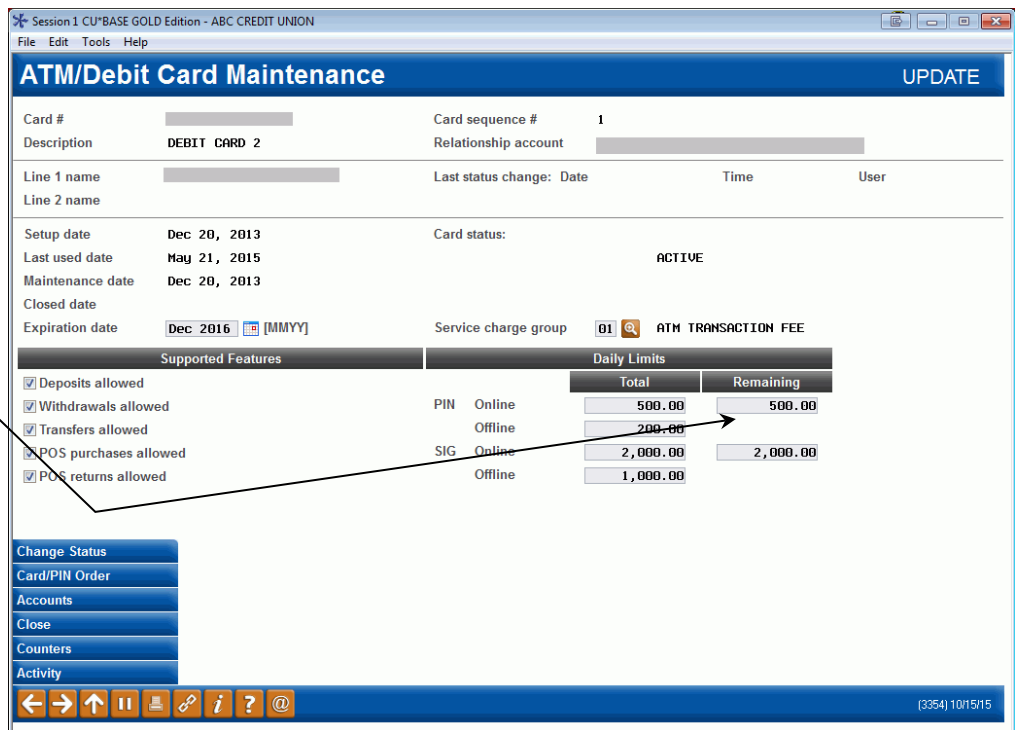 Session 1 CU*BASE GOLD Edition - ABC CREDIT UNION
File Edit Tools Help
ATM/Debit Card Maintenance UPDATE
Card # Card sequence # 1
Description DEBIT CARD 2 Relationship account
Line 1 name Last status change: Date Time User
Line 2 name
Setup date Dec 20, 2013 Card status:
Last used date May 21, 2015 ACTIVE
Maintenance date Dec 20, 2013
Closed date
Expiration date Dec 2016 [MMYY] Service charge group 01 ATM TRANSACTION FEE
Supported Features Daily Limits
Total Remaining
Deposits allowed
Withdrawals allowed PIN Online 500.00 500.00
Transfers allowed Offline 200.00
POS purchases allowed SIG Online 2,000.00 2,000.00
POS returns allowed Offline 1,000.00
Change Status
Card/PIN Order
Accounts
Close
Counters
Activity
(3354) 10/15/15